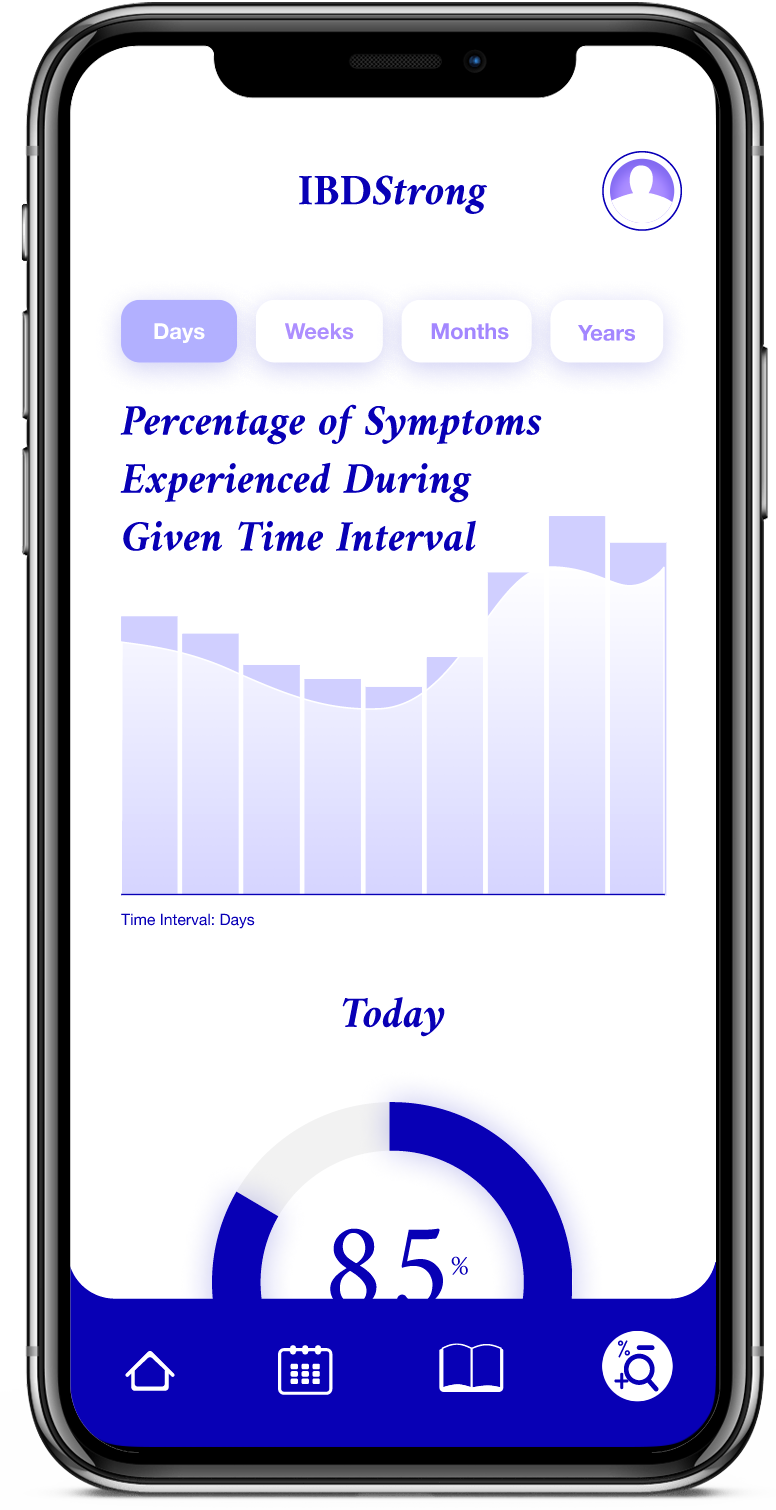 IBDStrong
Days Weeks Months Years
Percentage of Symptoms
Experienced During
Given Time Interval
Time Interval: Days
Today
85%
%